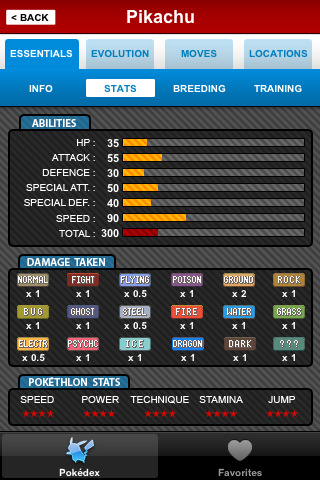 < BACK
Pikachu
ESSENTIALS EVOLUTION MOVES LOCATIONS
INFO STATS BREEDING TRAINING
ABILITIES
HP : 35
ATTACK : 55
DEFENCE : 30
SPECIAL ATT. : 50
SPECIAL DEF. : 40
SPEED : 90
TOTAL : 300
DAMAGE TAKEN
NORMAL FIGHT FLYING POISON GROUND ROCK
x 1 x 1 x 0.5 x 1 x 2 x 1
BUG GHOST STEEL FIRE WATER GRASS
x 1 x 1 x 0.5 x 1 x 1 x 1
ELECTR PSYCHC ICE DRAGON DARK ???
x 0.5 x 1 x 1 x 1 x 1 x 1
POKÉTHLON STATS
SPEED POWER TECHNIQUE STAMINA JUMP
★★★★ ★★★★ ★★★★ ★★★★ ★★★★
Pokédex Favorites